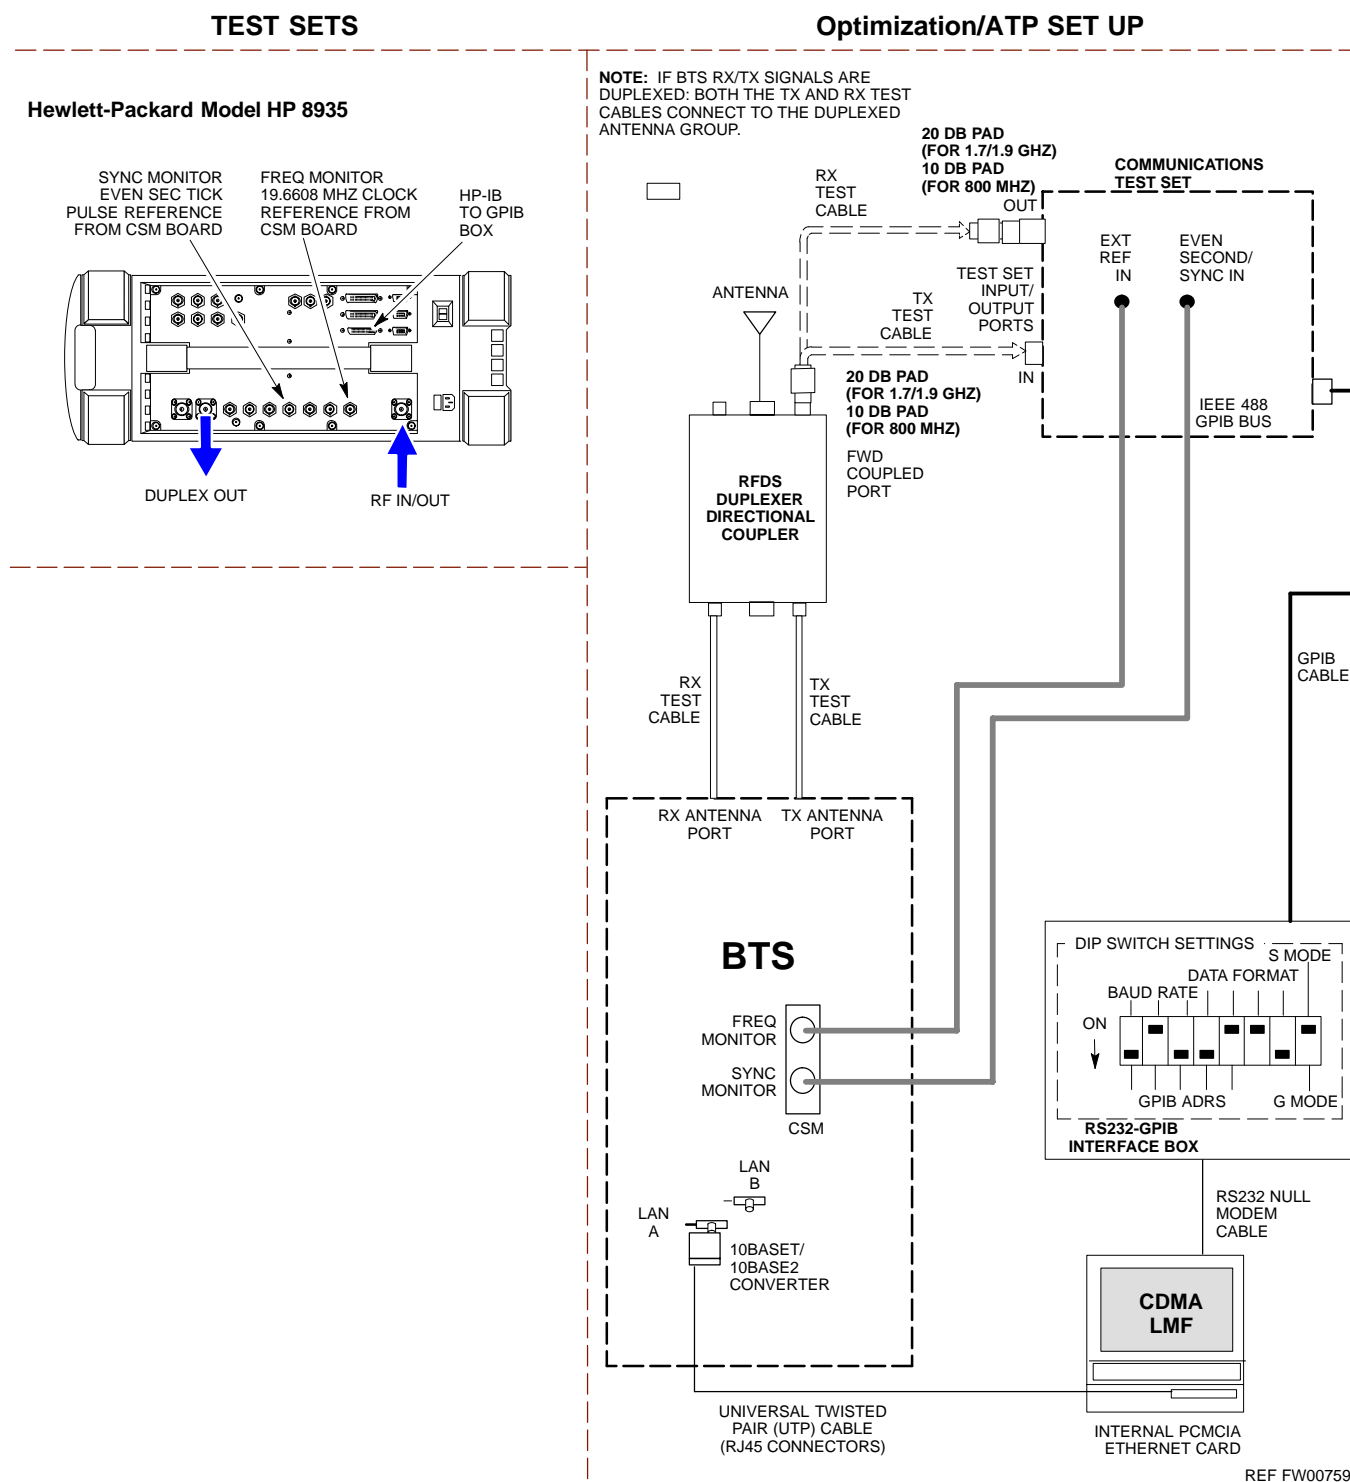 TEST SETS
Optimization/ATP SET UP
Hewlett-Packard Model HP 8935
SYNC MONITOR
EVEN SEC TICK
PULSE REFERENCE
FROM CSM BOARD
FREQ MONITOR
19.6608 MHZ CLOCK
REFERENCE FROM
CSM BOARD
HP-IB
TO GPIB
BOX
DUPLEX OUT
RF IN/OUT
NOTE: IF BTS RX/TX SIGNALS ARE
DUPLEXED: BOTH THE TX AND RX TEST
CABLES CONNECT TO THE DUPLEXED
ANTENNA GROUP.
RX
TEST
CABLE
20 DB PAD
(FOR 1.7/1.9 GHZ)
10 DB PAD
(FOR 800 MHZ)
OUT
COMMUNICATIONS
TEST SET
EXT
REF
IN
EVEN
SECOND/
SYNC IN
TEST SET
INPUT/
OUTPUT
PORTS
ANTENNA
TX
TEST
CABLE
IN
20 DB PAD
(FOR 1.7/1.9 GHZ)
10 DB PAD
(FOR 800 MHZ)
FWD
COUPLED
PORT
IEEE 488
GPIB BUS
RFDS
DUPLEXER
DIRECTIONAL
COUPLER
RX
TEST
CABLE
TX
TEST
CABLE
GPIB
CABLE
RX ANTENNA
PORT
TX ANTENNA
PORT
BTS
FREQ
MONITOR
SYNC
MONITOR
CSM
LAN
B
LAN
A
10BASET/
10BASE2
CONVERTER
DIP SWITCH SETTINGS
S MODE
DATA FORMAT
BAUD RATE
ON
GPIB ADRS
G MODE
RS232-GPIB
INTERFACE BOX
RS232 NULL
MODEM
CABLE
CDMA
LMF
UNIVERSAL TWISTED
PAIR (UTP) CABLE
(RJ45 CONNECTORS)
INTERNAL PCMCIA
ETHERNET CARD
REF FW00759